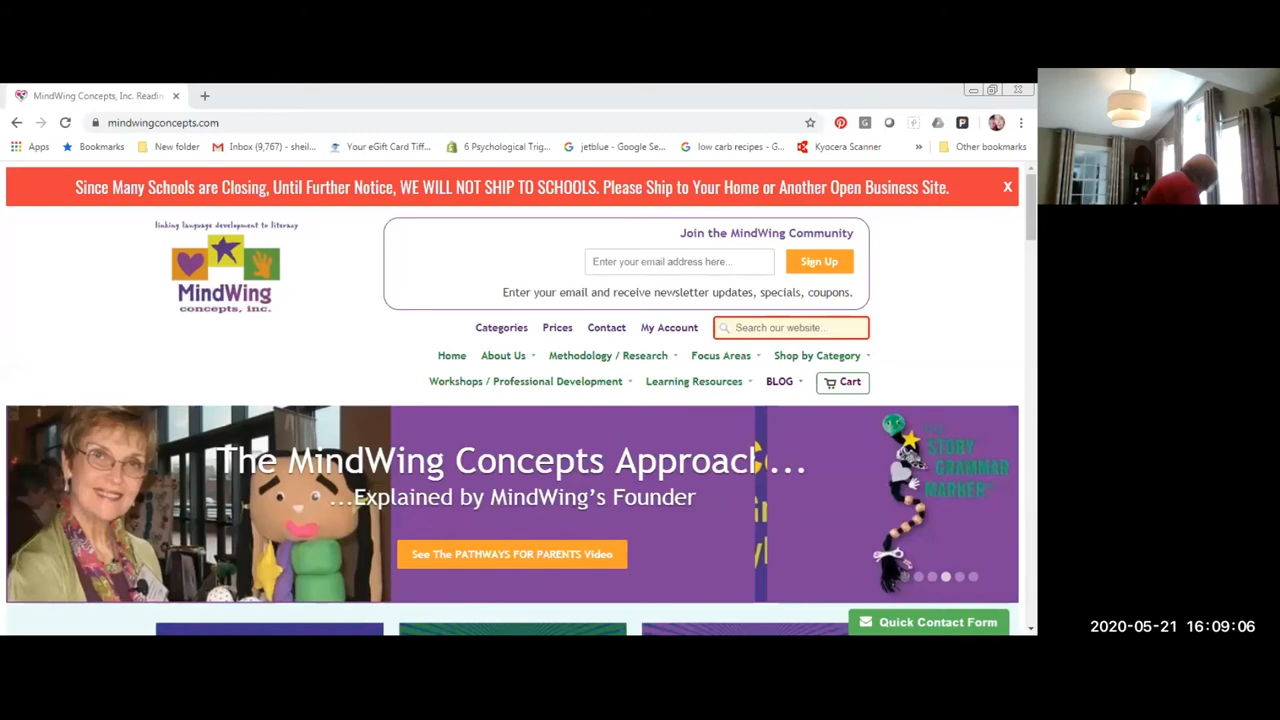 MindWing Concepts, Inc. Readin
mindwingconcepts.com
Apps
Bookmarks
New folder
Inbox (9,767) - sheil...
Your eGift Card Tiff...
6 Psychological Trig...
jetblue - Google Se...
low carb recipes - G...
Kyocera Scanner
»
Other bookmarks
Since Many Schools are Closing, Until Further Notice, WE WILL NOT SHIP TO SCHOOLS. Please Ship to Your Home or Another Open Business Site.
X
linking language development to literacy
MindWing
concepts, inc.
Join the MindWing Community
Enter your email address here...
Sign Up
Enter your email and receive newsletter updates, specials, coupons.
Categories Prices Contact My Account Search our website..
Home About Us Methodology / Research Focus Areas Shop by Category
Workshops / Professional Development Learning Resources BLOG Cart
The MindWing Concepts Approach...
...Explained by MindWing's Founder
See The PATHWAYS FOR PARENTS Video
STORY
GRAMMAR
MARKER
Quick Contact Form
2020-05-21 16:09:06